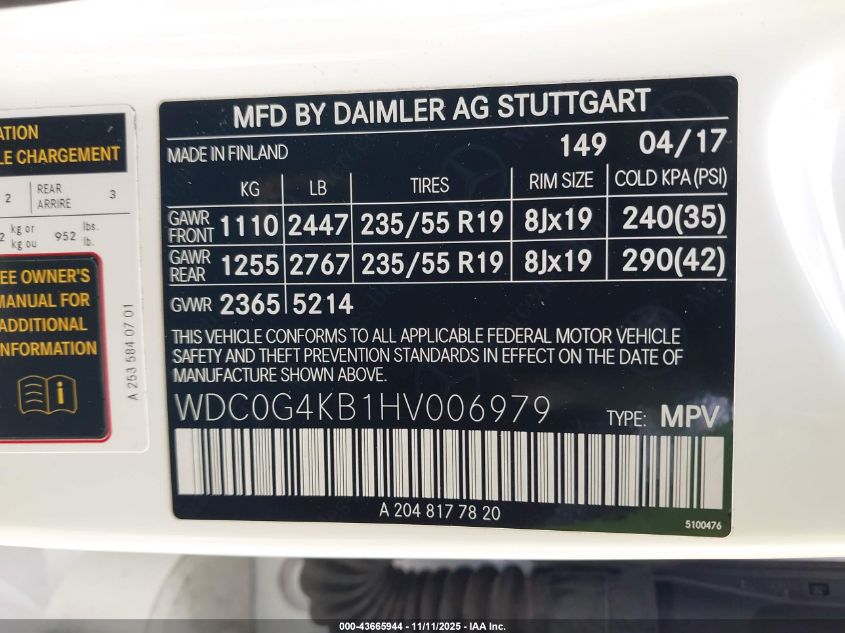 ATION
LE CHARGEMENT
2 REAR ARRIRE 3
kg or kg ou 952 lbs. lb.
EE OWNER'S
MANUAL FOR
ADDITIONAL
NFORMATION
A 253 584 07 01
MFD BY DAIMLER AG STUTTGART
MADE IN FINLAND 149 04/17
KG LB TIRES RIM SIZE COLD KPA (PSI)
GAWR FRONT 1110 2447 235/55 R19 8Jx19 240(35)
GAWR REAR 1255 2767 235/55 R19 8Jx19 290(42)
GVWR 2365 5214
THIS VEHICLE CONFORMS TO ALL APPLICABLE FEDERAL MOTOR VEHICLE
SAFETY AND THEFT PREVENTION STANDARDS IN EFFECT ON THE DATE OF
MANUFACTURE SHOWN ABOVE.
WDC0G4KB1HV006979 TYPE: MPV
A 204 817 78 20
5100476
000-43665944 - 11/11/2025 - IAA Inc.